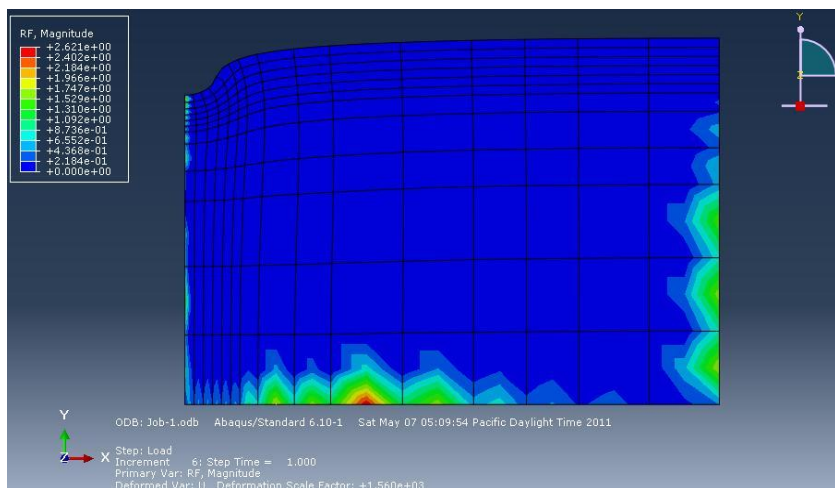 RF, Magnitude
+2.621e+00
+2.402e+00
+2.184e+00
+1.966e+00
+1.747e+00
+1.529e+00
+1.310e+00
+1.092e+00
+8.736e-01
+6.552e-01
+4.368e-01
+2.184e-01
+0.000e+00
Y
Z
Y
Z
X
ODB: Job-1.odb Abaqus/Standard 6.10-1 Sat May 07 05:09:54 Pacific Daylight Time 2011
Step: Load
Increment 6: Step Time = 1.000
Primary Var: RF, Magnitude
Deformed Var: U Deformation Scale Factor: +1.560e+03